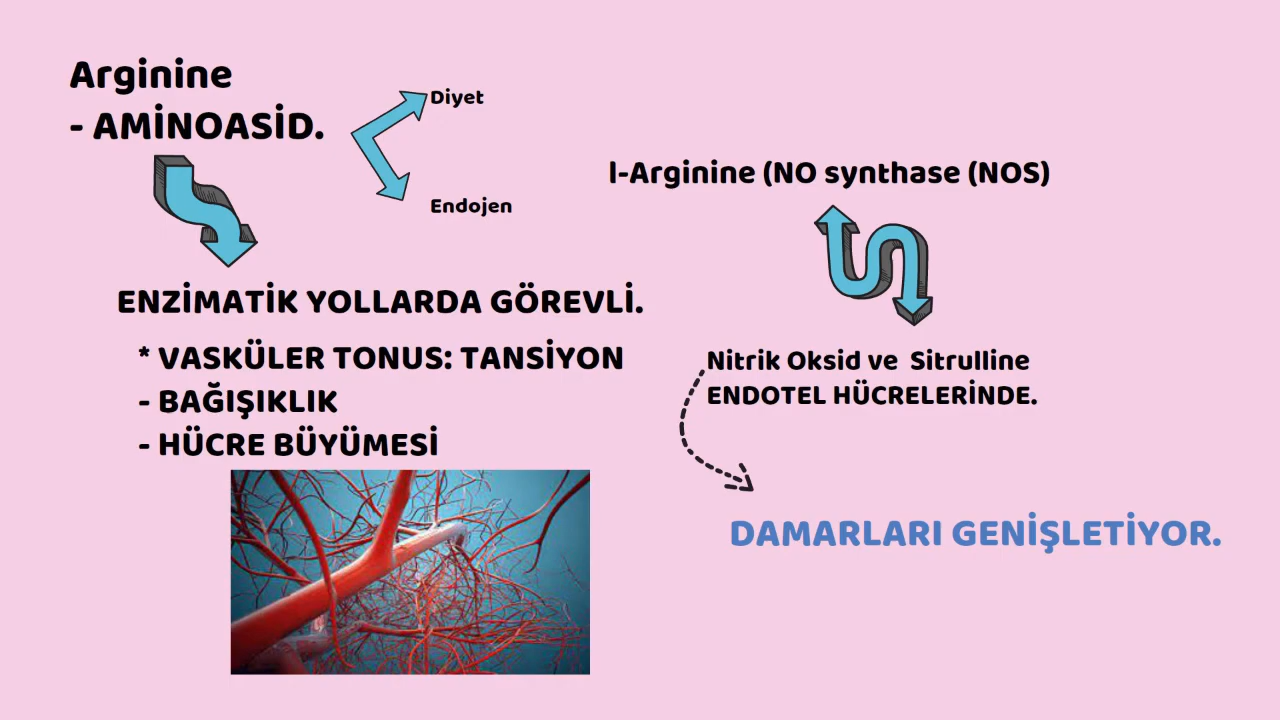 Arginine
- AMİNOASİD.
Diyet
Endojen
ENZİMATİK YOLLARDA GÖREVLİ.
* VASKÜLER TONUS: TANSİYON
- BAĞIŞIKLIK
- HÜCRE BÜYÜMESİ
l-Arginine (NO synthase (NOS)
Nitrik Oksid ve Sitrulline
ENDOTEL HÜCRELERİNDE.
DAMARLARI GENİŞLETİYOR.